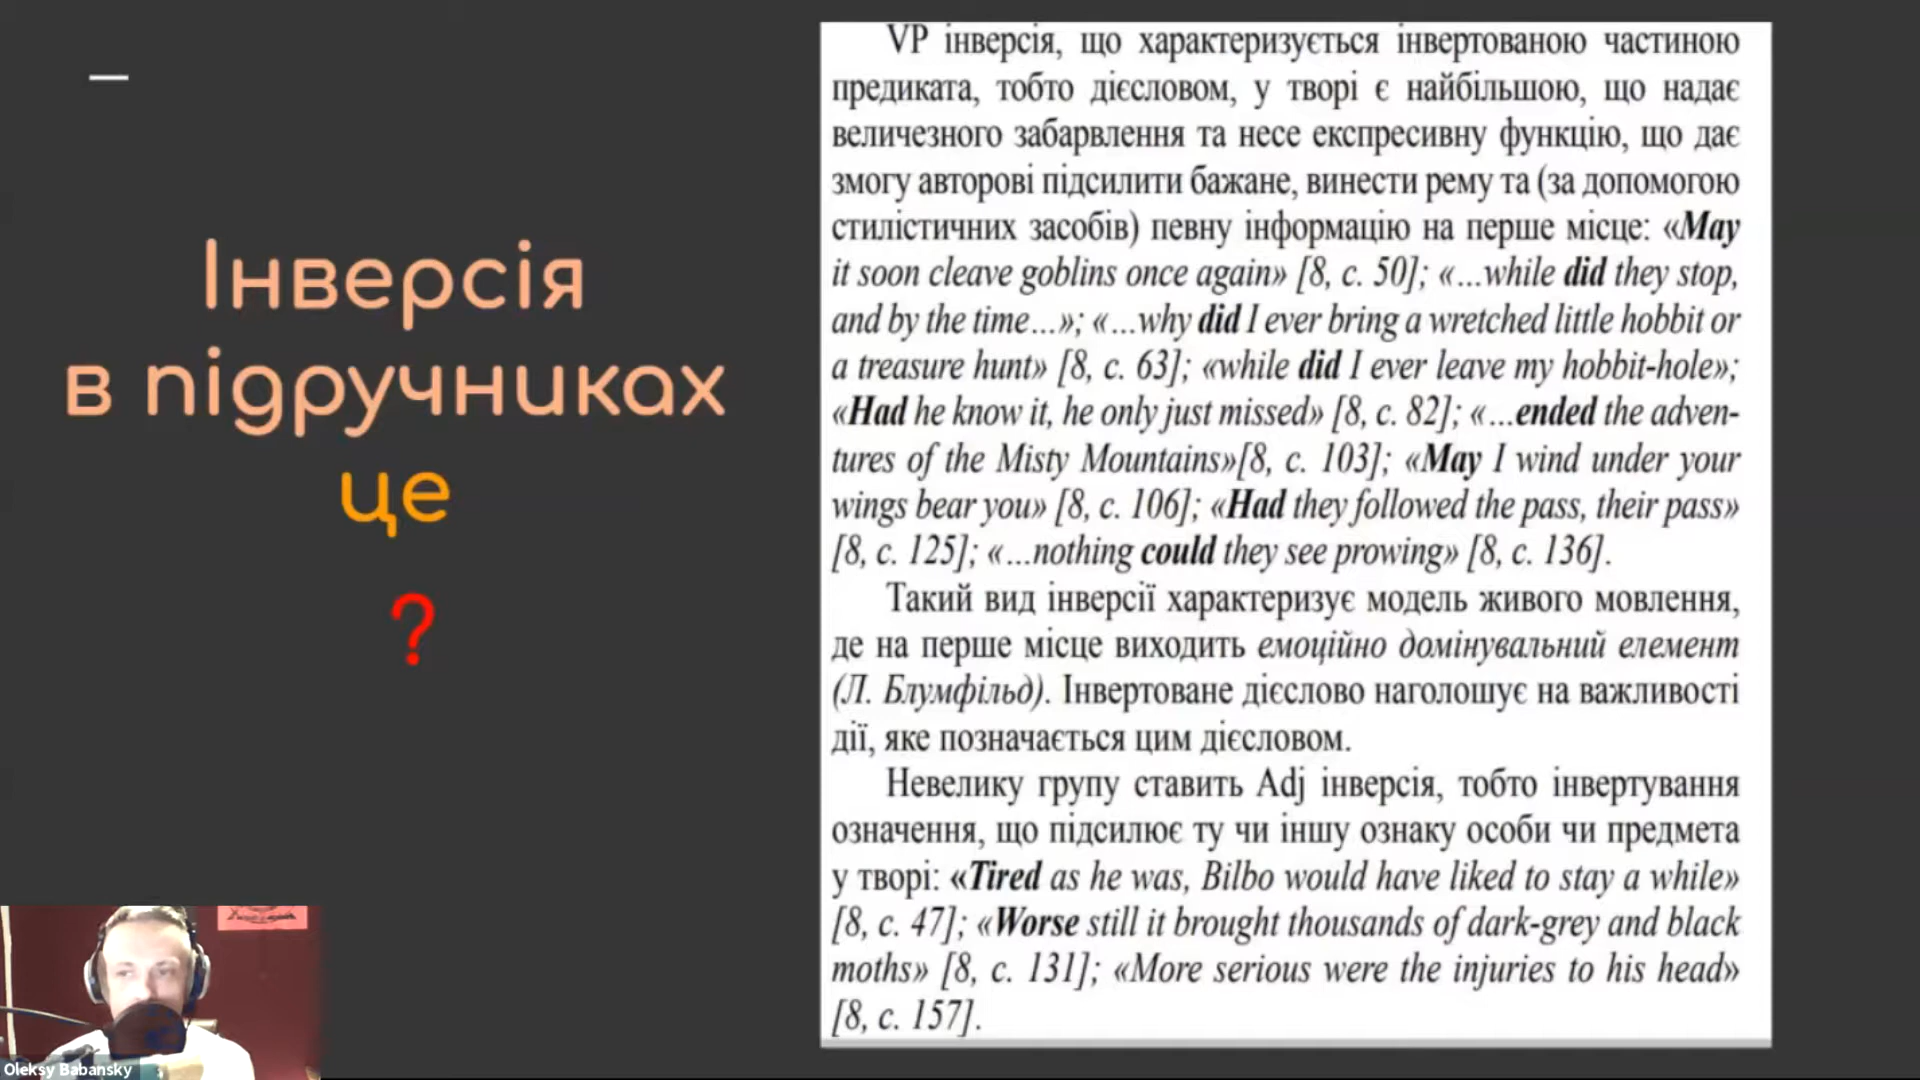 Інверсія
в підручниках
це
?
VP інверсія, що характеризується інвертованою частиною
предиката, тобто дієсловом, у творі є найбільшою, що надає
величезного забарвлення та несе експресивну функцію, що дає
змогу авторові підсилити бажане, винести рему та (за допомогою
стилістичних засобів) певну інформацію на перше місце: «May
it soon cleave goblins once again» [8, с. 50]; «…while did they stop,
and by the time…»; «…why did I ever bring a wretched little hobbit or
a treasure hunt» [8, с. 63]; «while did I ever leave my hobbit-hole»;
«Had he know it, he only just missed» [8, с. 82]; «…ended the adven-
tures of the Misty Mountains»[8, с. 103]; «May I wind under your
wings bear you» [8, с. 106]; «Had they followed the pass, their pass»
[8, с. 125]; «…nothing could they see prowing» [8, с. 136].
Такий вид інверсії характеризує модель живого мовлення,
де на перше місце виходить емоційно домінувальний елемент
(Л. Блумфільд). Інвертоване дієслово наголошує на важливості
дії, яке позначається цим дієсловом.
Невелику групу ставить Adj інверсія, тобто інвертування
означення, що підсилює ту чи іншу ознаку особи чи предмета
у творі: «Tired as he was, Bilbo would have liked to stay a while»
[8, с. 47]; «Worse still it brought thousands of dark-grey and black
moths» [8, с. 131]; «More serious were the injuries to his head»
[8, с. 157].
Oleksy Babansky